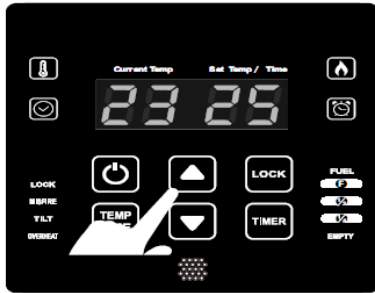 Current Temp Set Temp / Time
23 25
LOCK
TEMP
TIMER
LOCK
MISFIRE
TILT
OVERHEAT
FUEL
F
EMPTY